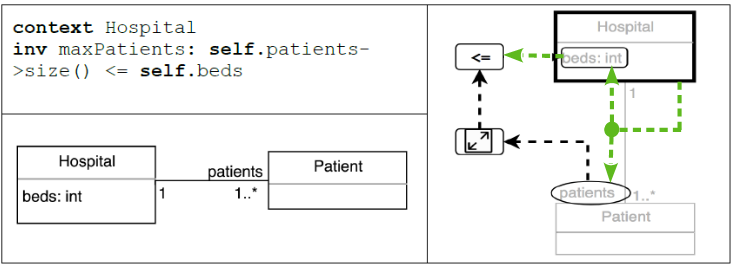 context Hospital
inv maxPatients: self.patients-
>size() <= self.beds
Hospital
beds: int
1
patients
1..*
Patient
Hospital
<=
beds: int
1
patients
1..*
Patient